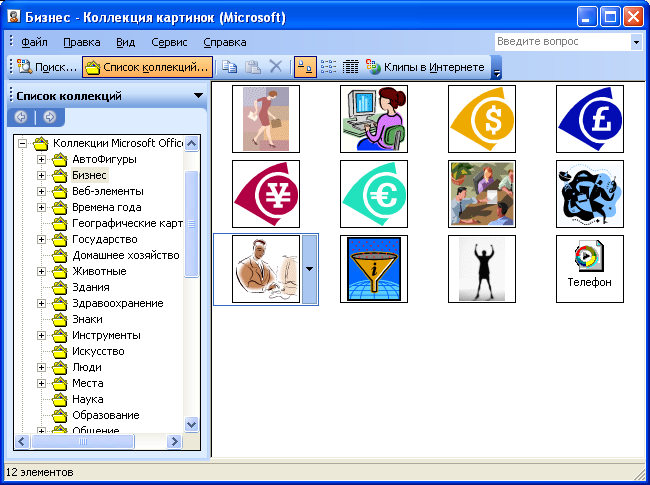 Бизнес - Коллекция картинок (Microsoft)
Файл Правка Вид Сервис Справка Введите вопрос
Поиск... Список коллекций... Клипы в Интернете
Список коллекций
Коллекции Microsoft Office
АвтоФигуры
Бизнес
Веб-элементы
Времена года
Географические карт
Государство
Домашнее хозяйство
Животные
Здания
Здравоохранение
Знаки
Инструменты
Искусство
Люди
Места
Наука
Образование
Общение
$ £
¥ €
i
Телефон
12 элементов